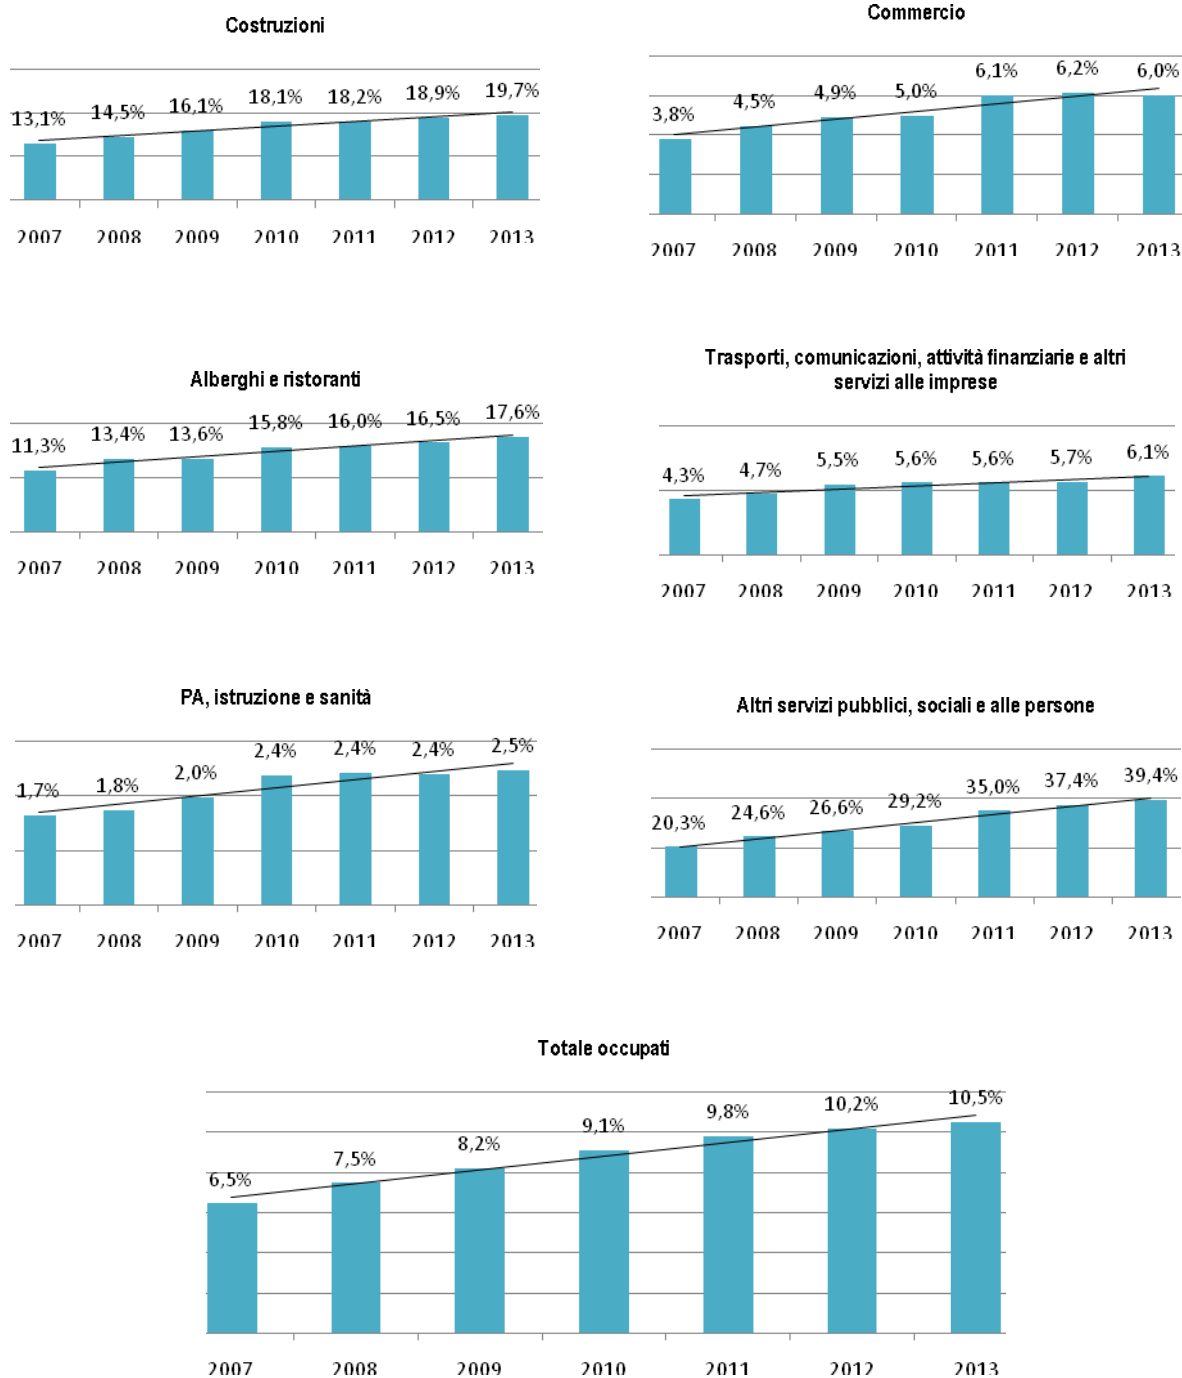 Costruzioni
13,1% 14,5% 16,1% 18,1% 18,2% 18,9% 19,7%
2007 2008 2009 2010 2011 2012 2013
Commercio
3,8% 4,5% 4,9% 5,0% 6,1% 6,2% 6,0%
2007 2008 2009 2010 2011 2012 2013
Alberghi e ristoranti
11,3% 13,4% 13,6% 15,8% 16,0% 16,5% 17,6%
2007 2008 2009 2010 2011 2012 2013
Trasporti, comunicazioni, attività finanziarie e altri
servizi alle imprese
4,3% 4,7% 5,5% 5,6% 5,6% 5,7% 6,1%
2007 2008 2009 2010 2011 2012 2013
PA, istruzione e sanità
1,7% 1,8% 2,0% 2,4% 2,4% 2,4% 2,5%
2007 2008 2009 2010 2011 2012 2013
Altri servizi pubblici, sociali e alle persone
20,3% 24,6% 26,6% 29,2% 35,0% 37,4% 39,4%
2007 2008 2009 2010 2011 2012 2013
Totale occupati
6,5% 7,5% 8,2% 9,1% 9,8% 10,2% 10,5%
2007 2008 2009 2010 2011 2012 2013